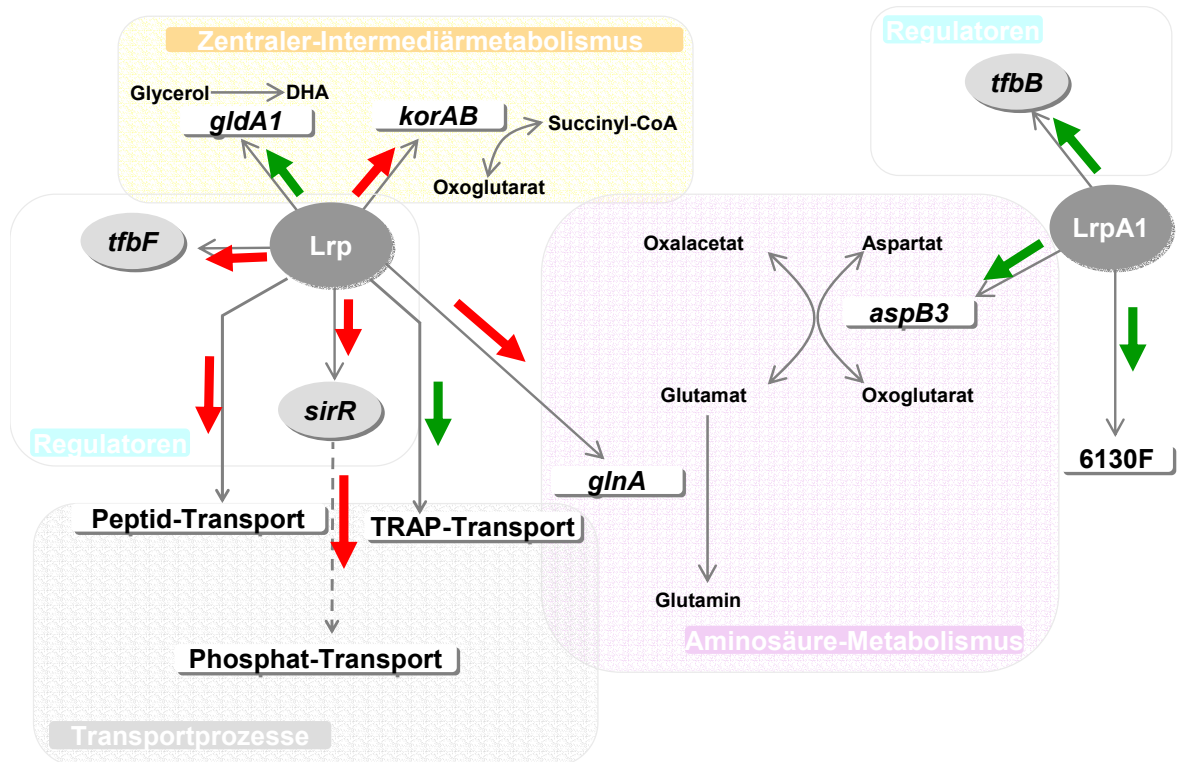 Zentraler-Intermediärmetabolismus
Glycerol
DHA
gldA1
korAB
Succinyl-CoA
Oxoglutarat
Regulatoren
tfbB
tfbF
Lrp
LrpA1
Oxalacetat
Aspartat
aspB3
Glutamat
Oxoglutarat
sirR
Regulatoren
glnA
6130F
Peptid-Transport
TRAP-Transport
Glutamin
Aminosäure-Metabolismus
Phosphat-Transport
Transportprozesse